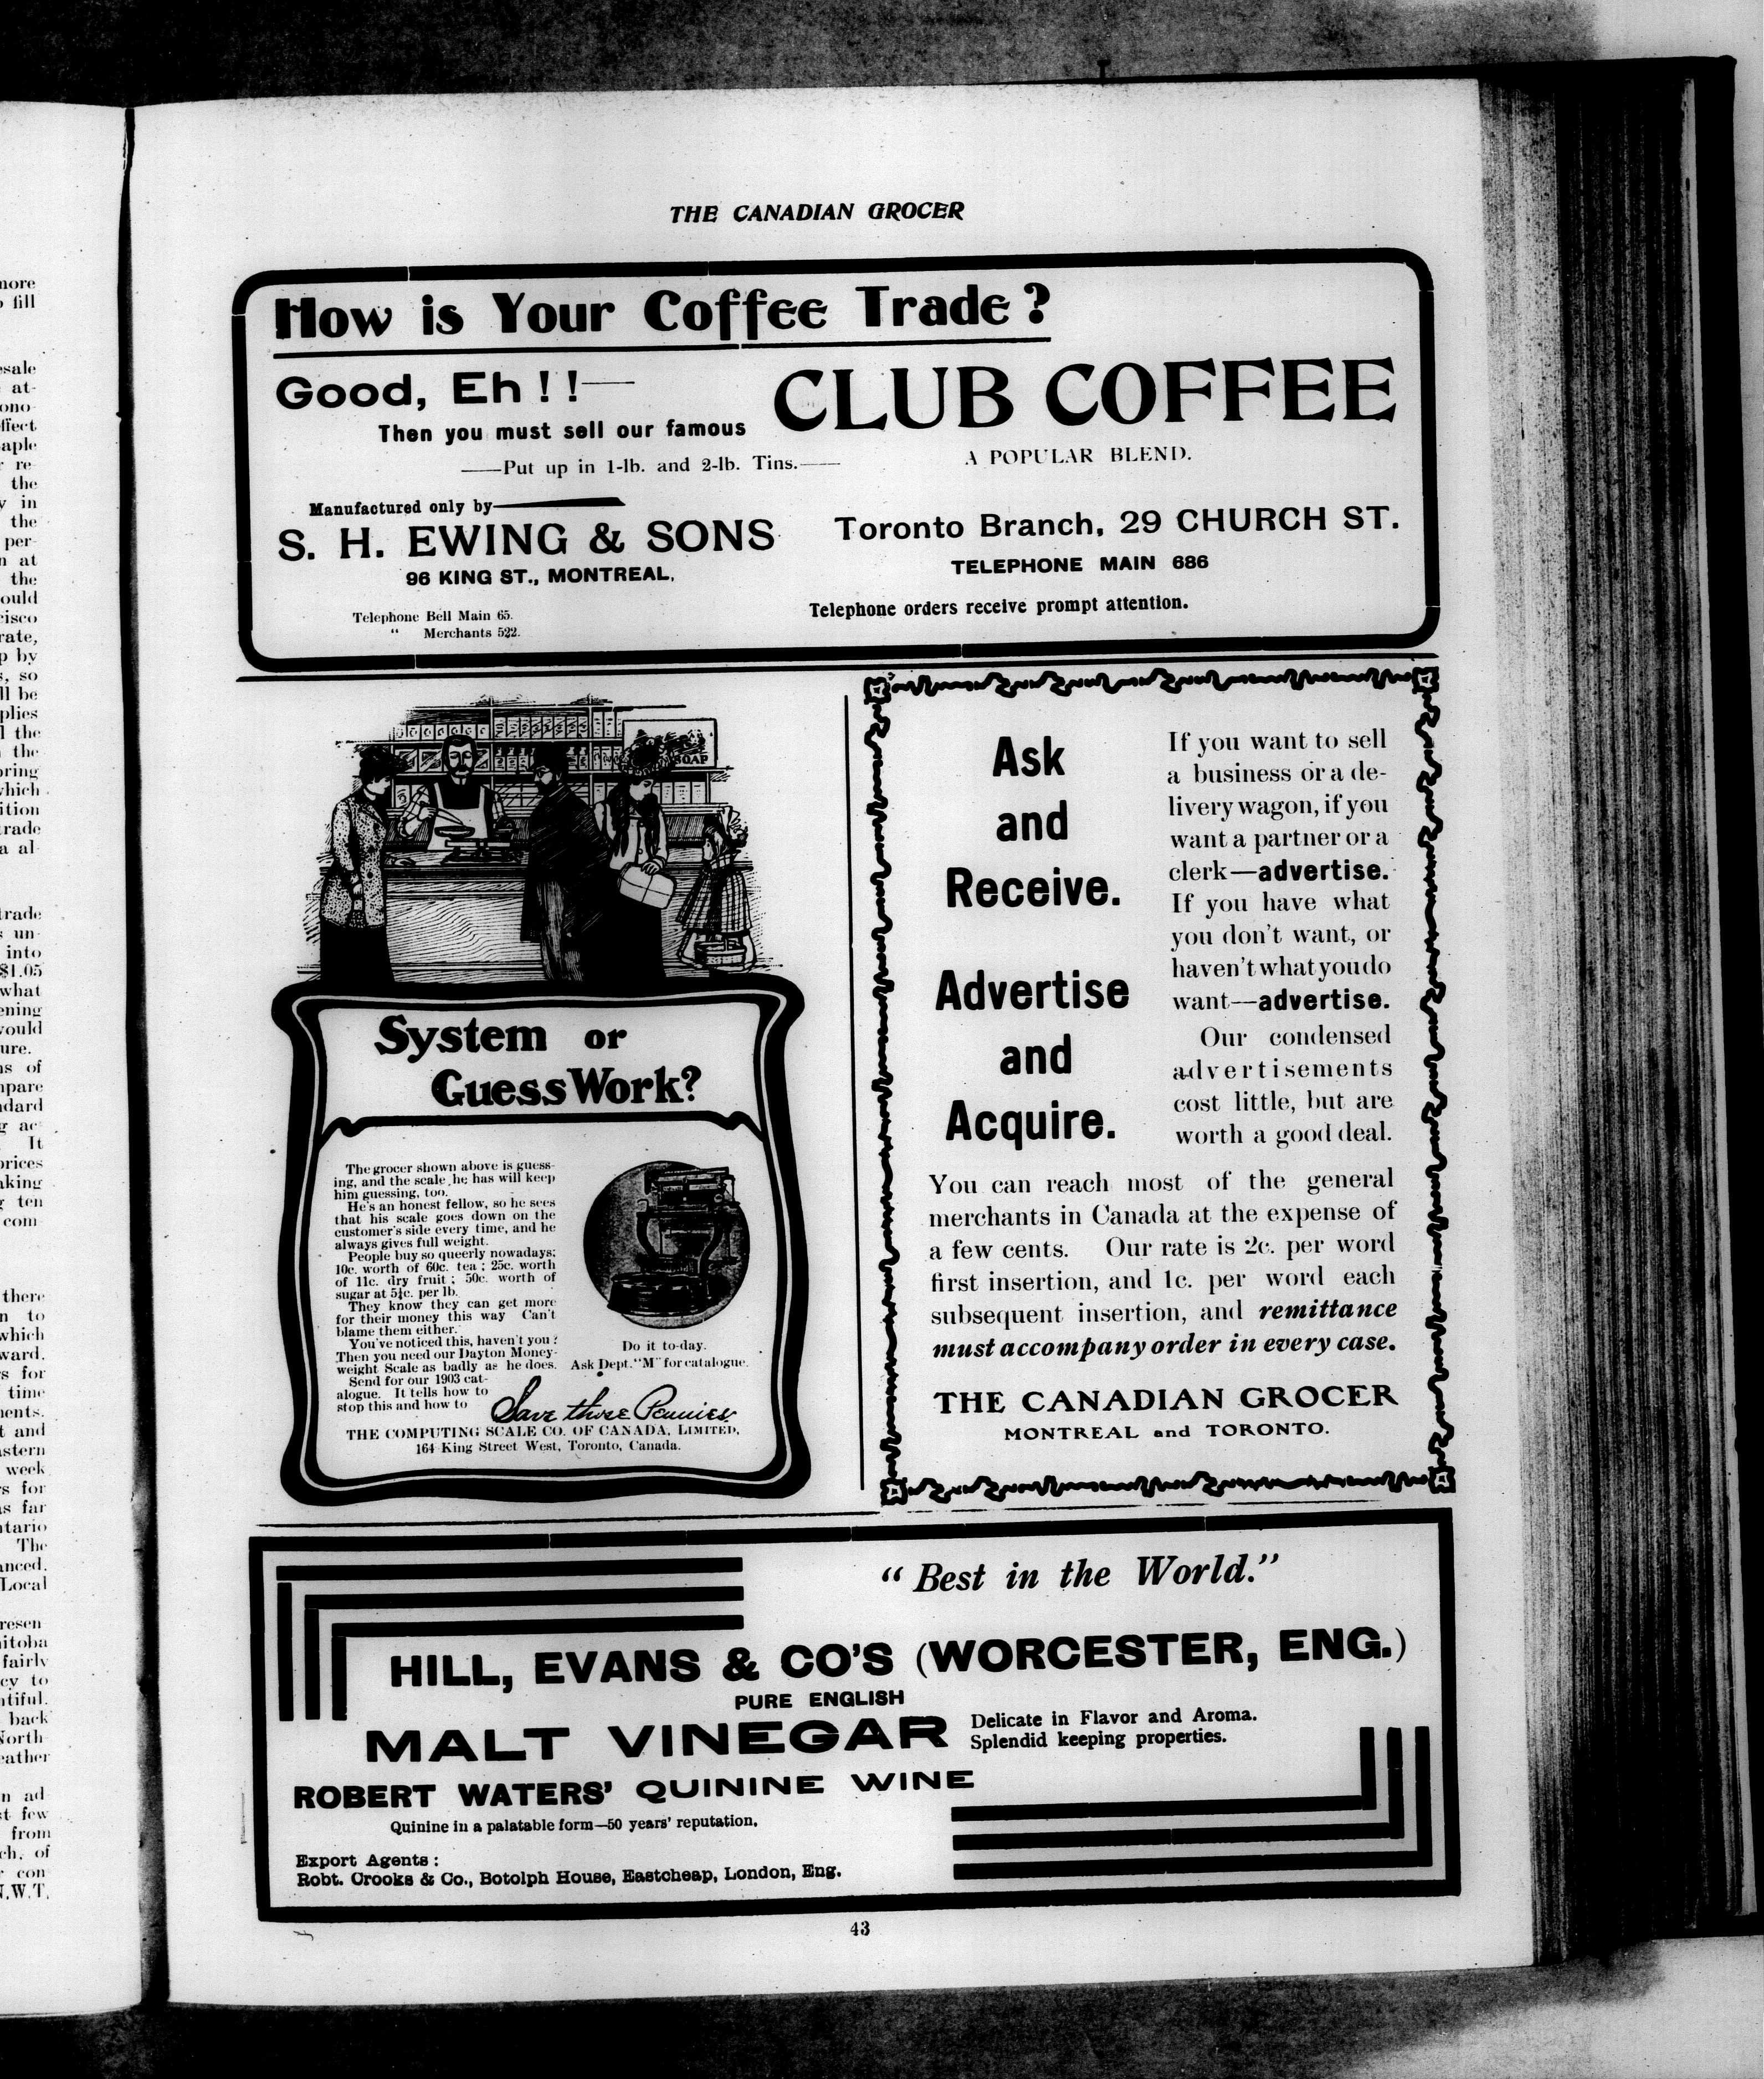 THE CANADIAN GROCER
How is Your Coffee Trade?
Good, Eh!!—
Then you must sell our famous
CLUB COFFEE
—Put up in 1-lb. and 2-lb. Tins.—
A POPULAR BLEND.
Manufactured only by—
S. H. EWING & SONS
96 KING ST., MONTREAL,
Telephone Bell Main 65.
“ Merchants 522.
Toronto Branch, 29 CHURCH ST.
TELEPHONE MAIN 686
Telephone orders receive prompt attention.
SOAP
System or
Guess Work?
The grocer shown above is guess-
ing, and the scale he has will keep
him guessing, too.
He's an honest fellow, so he sees
that his scale goes down on the
customer's side every time, and he
always gives full weight.
People buy so queerly nowadays;
10c. worth of 60c. tea; 25c. worth
of 11c. dry fruit; 50c. worth of
sugar at 5¼c. per lb.
They know they can get more
for their money this way Can't
blame them either.
You've noticed this, haven't you?
Then you need our Dayton Money-
weight Scale as badly as he does.
Send for our 1903 cat-
alogue. It tells how to
stop this and how to
Do it to-day.
Ask Dept. "M" for catalogue.
Save those Pennies.
THE COMPUTING SCALE CO. OF CANADA, LIMITED,
164 King Street West, Toronto, Canada.
Ask
and
Receive.
Advertise
and
Acquire.
If you want to sell
a business or a de-
livery wagon, if you
want a partner or a
clerk—advertise.
If you have what
you don't want, or
haven't what you do
want—advertise.
Our condensed
advertisements
cost little, but are
worth a good deal.
You can reach most of the general
merchants in Canada at the expense of
a few cents. Our rate is 2c. per word
first insertion, and 1c. per word each
subsequent insertion, and remittance
must accompany order in every case.
THE CANADIAN GROCER
MONTREAL and TORONTO.
"Best in the World."
HILL, EVANS & CO'S (WORCESTER, ENG.)
PURE ENGLISH
MALT VINEGAR
Delicate in Flavor and Aroma.
Splendid keeping properties.
ROBERT WATERS' QUININE WINE
Quinine in a palatable form—50 years' reputation.
Export Agents:
Robt. Crooks & Co., Botolph House, Eastcheap, London, Eng.
43